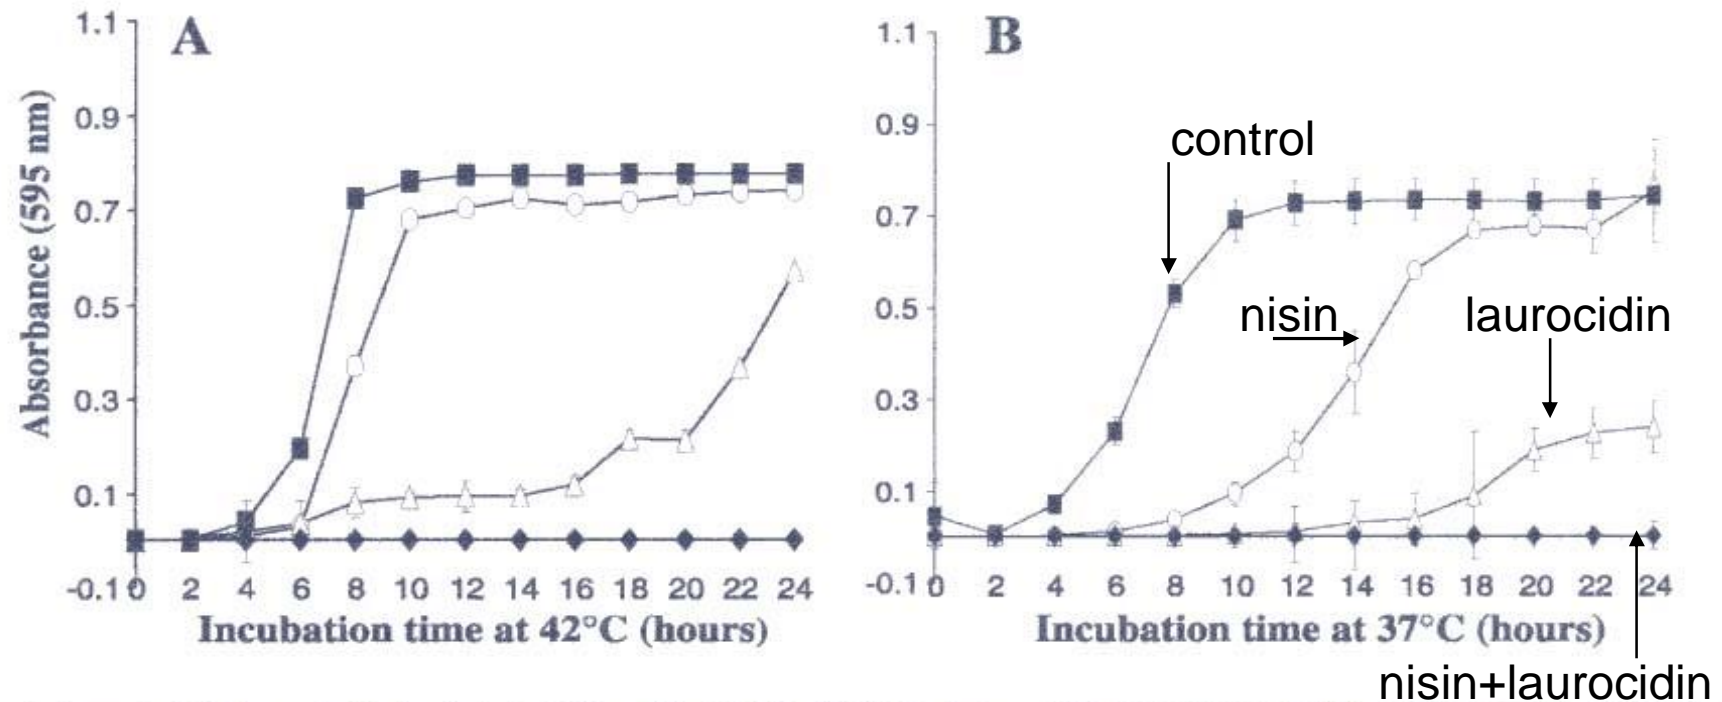 A
1.1
0.9
0.7
0.5
0.3
0.1
-0.1
Absorbance (595 nm)
0 2 4 6 8 10 12 14 16 18 20 22 24
Incubation time at 42°C (hours)
B
1.1
0.9
0.7
0.5
0.3
0.1
-0.1
control
nisin
laurocidin
0 2 4 6 8 10 12 14 16 18 20 22 24
Incubation time at 37°C (hours)
nisin+laurocidin